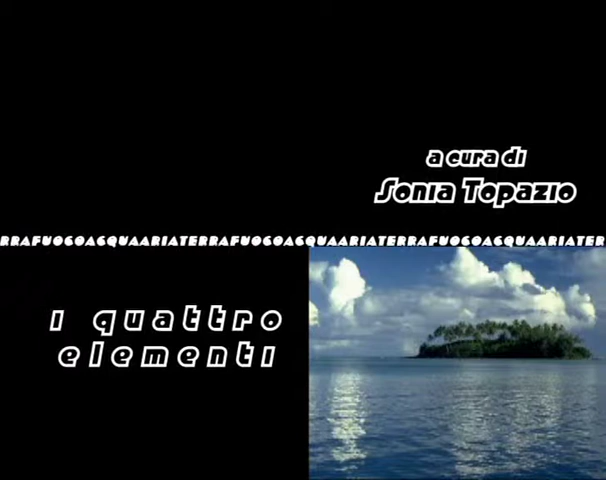 a cura di
Sonia Topazio
RRAFUOCOACQUAARIATERRAFUOCOACQUAARIATERRAFUOCOACQUAARIATER
i quattro
elementi